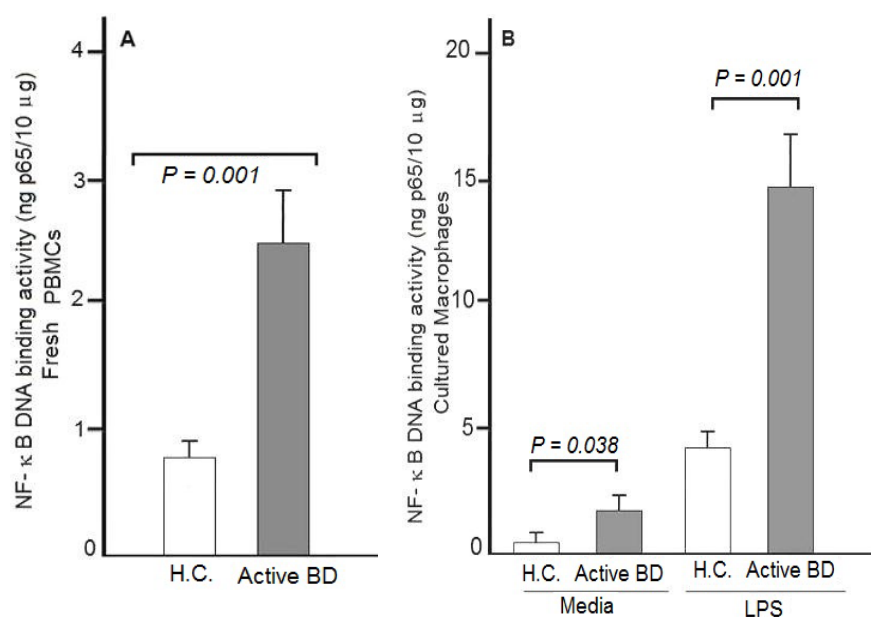 A
NF- κ B DNA binding activity (ng p65/10 μg)
Fresh PBMCs
4
3
2
1
0
P = 0.001
H.C. Active BD
B
NF- κ B DNA binding activity (ng p65/10 μg)
Cultured Macrophages
20
15
10
5
0
P = 0.001
P = 0.038
H.C. Active BD H.C. Active BD
Media LPS